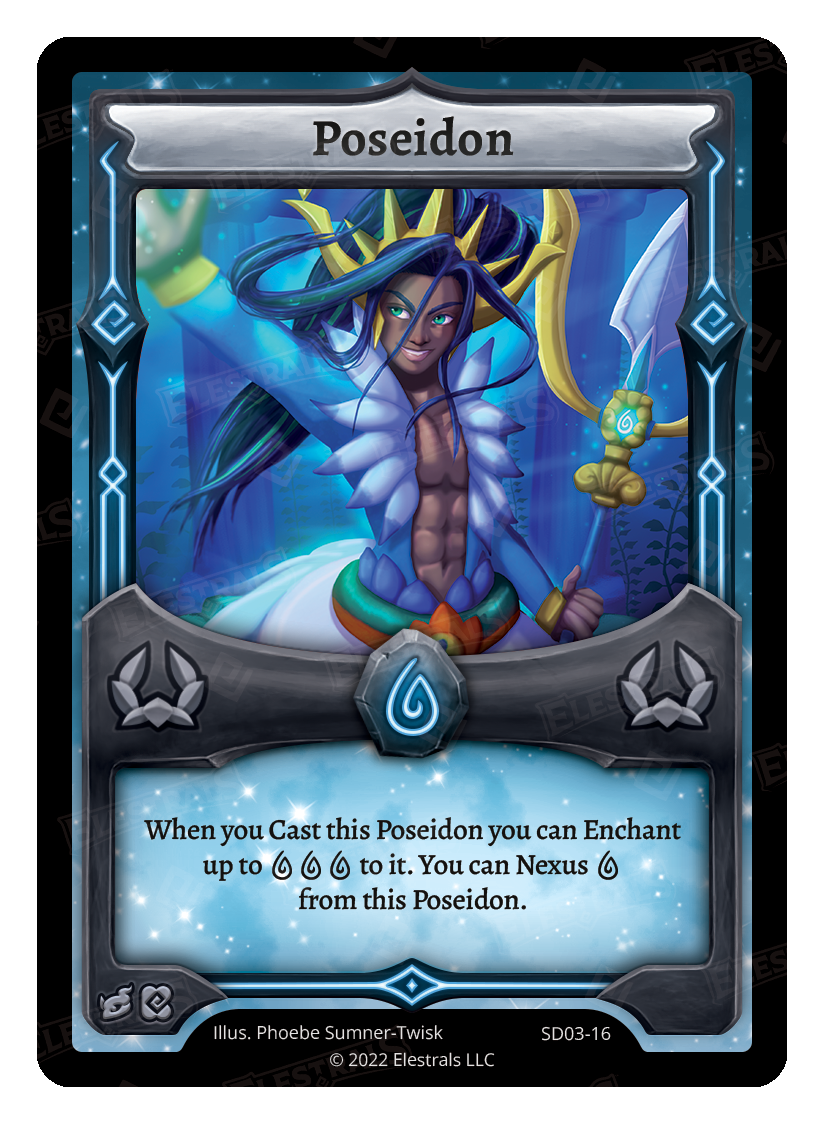 Poseidon
When you Cast this Poseidon you can Enchant
up to to it. You can Nexus
from this Poseidon.
Illus. Phoebe Sumner-Twisk
SD03-16
© 2022 Elestrals LLC
ELESTRALS